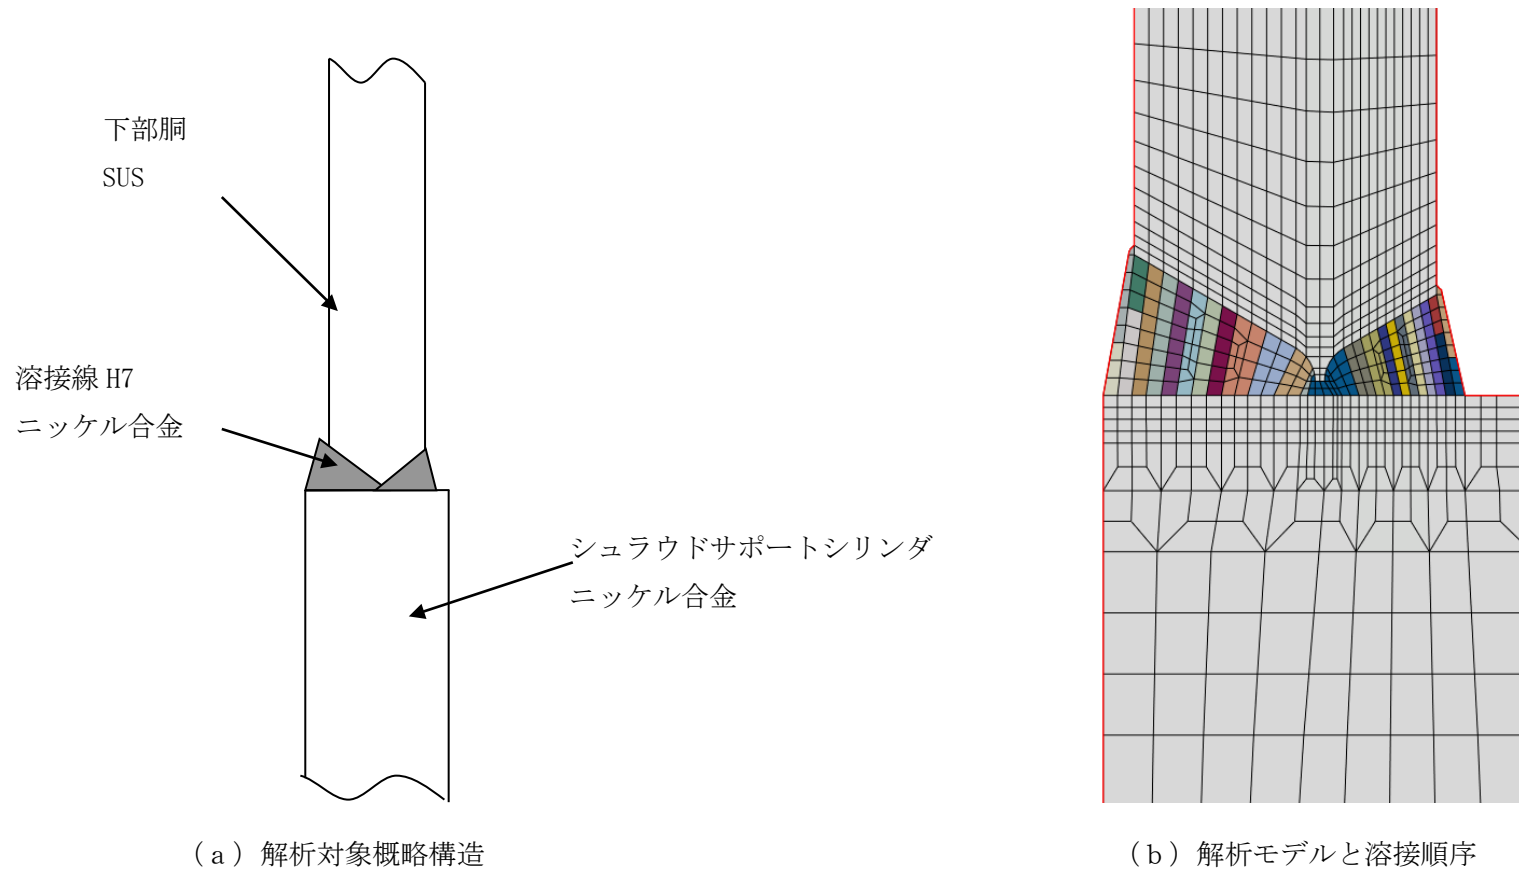 下部胴
SUS
溶接線 H7
ニッケル合金
シュラウドサポートシリンダ
ニッケル合金
（ａ）解析対象概略構造
（ｂ）解析モデルと溶接順序